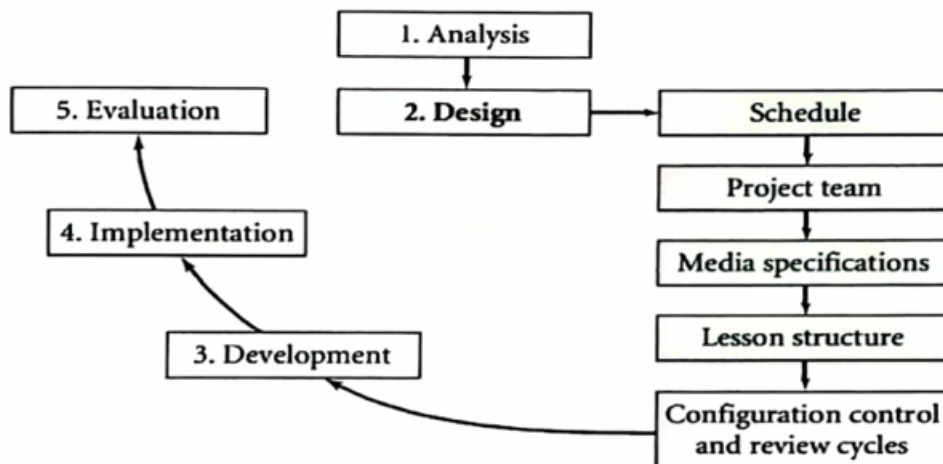 1. Analysis
2. Design
Schedule
Project team
Media specifications
Lesson structure
Configuration control
and review cycles
3. Development
4. Implementation
5. Evaluation